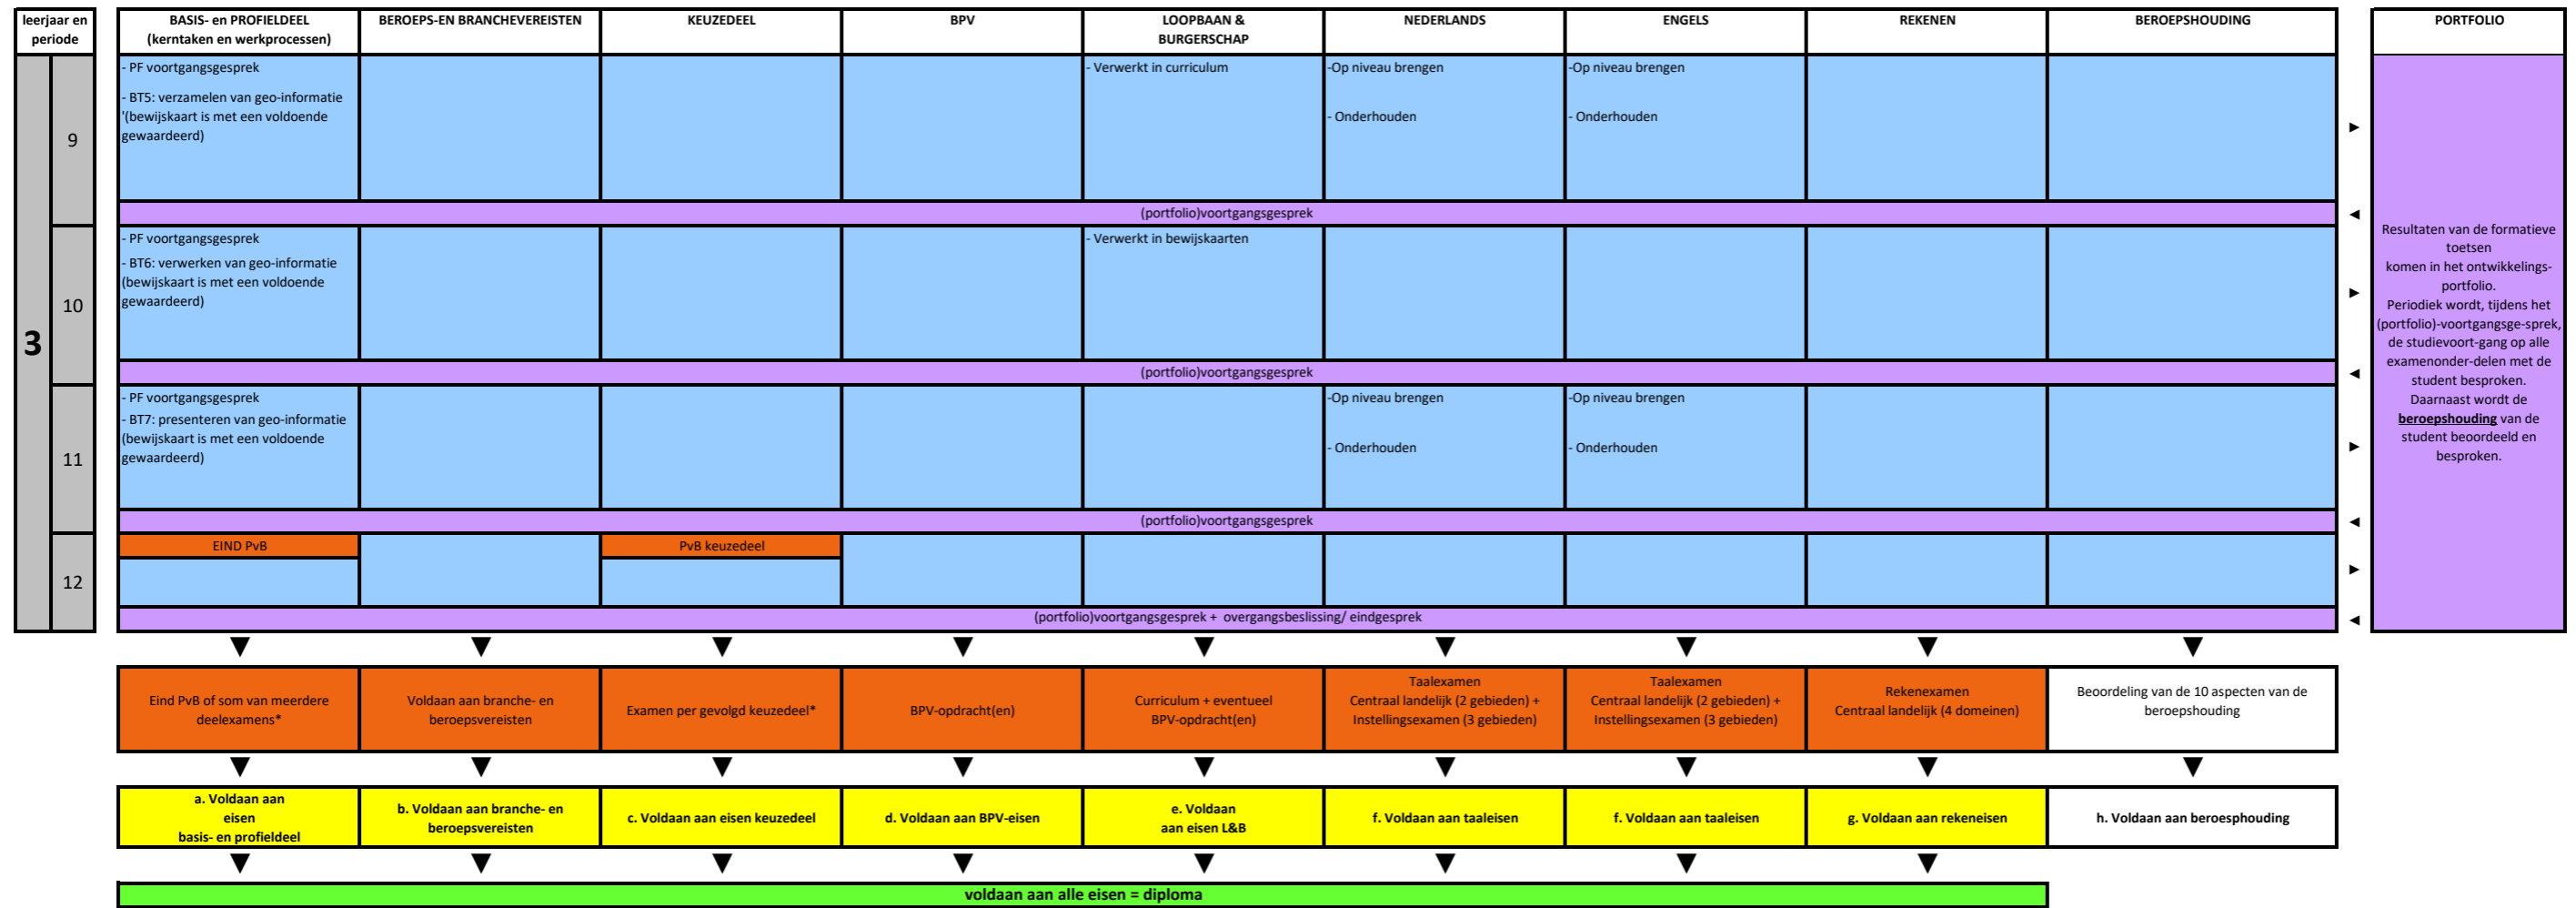 leerjaar en
periode
BASIS- en PROFIELDEEL
(kerntaken en werkprocessen)
BEROEPS-EN BRANCHEVEREISTEN
KEUZEDEEL
BPV
LOOPBAAN &
BURGERSCHAP
NEDERLANDS
ENGELS
REKENEN
BEROEPSHOUDING
PORTFOLIO
3
9
- PF voortgangsgesprek
- BT5: verzamelen van geo-informatie
'(bewijskaart is met een voldoende
gewaardeerd)
- Verwerkt in curriculum
-Op niveau brengen
- Onderhouden
-Op niveau brengen
- Onderhouden
►
(portfolio)voortgangsgesprek
◄
10
- PF voortgangsgesprek
- BT6: verwerken van geo-informatie
(bewijskaart is met een voldoende
gewaardeerd)
- Verwerkt in bewijskaarten
►
(portfolio)voortgangsgesprek
◄
11
- PF voortgangsgesprek
- BT7: presenteren van geo-informatie
(bewijskaart is met een voldoende
gewaardeerd)
-Op niveau brengen
- Onderhouden
-Op niveau brengen
- Onderhouden
►
(portfolio)voortgangsgesprek
◄
12
EIND PvB
PvB keuzedeel
►
(portfolio)voortgangsgesprek + overgangsbeslissing/ eindgesprek
◄
Resultaten van de formatieve
toetsen
komen in het ontwikkelings-
portfolio.
Periodiek wordt, tijdens het
(portfolio)-voortgangsge-sprek,
de studievoort-gang op alle
examenonder-delen met de
student besproken.
Daarnaast wordt de
beroepshouding van de
student beoordeeld en
besproken.
Eind PvB of som van meerdere
deelexamens*
Voldaan aan branche- en
beroepsvereisten
Examen per gevolgd keuzedeel*
BPV-opdracht(en)
Curriculum + eventueel
BPV-opdracht(en)
Taalexamen
Centraal landelijk (2 gebieden) +
Instellingsexamen (3 gebieden)
Taalexamen
Centraal landelijk (2 gebieden) +
Instellingsexamen (3 gebieden)
Rekenexamen
Centraal landelijk (4 domeinen)
Beoordeling van de 10 aspecten van de
beroepshouding
a. Voldaan aan
eisen
basis- en profieldeel
b. Voldaan aan branche- en
beroepsvereisten
c. Voldaan aan eisen keuzedeel
d. Voldaan aan BPV-eisen
e. Voldaan
aan eisen L&B
f. Voldaan aan taaleisen
f. Voldaan aan taaleisen
g. Voldaan aan rekeneisen
h. Voldaan aan beroesphouding
voldaan aan alle eisen = diploma